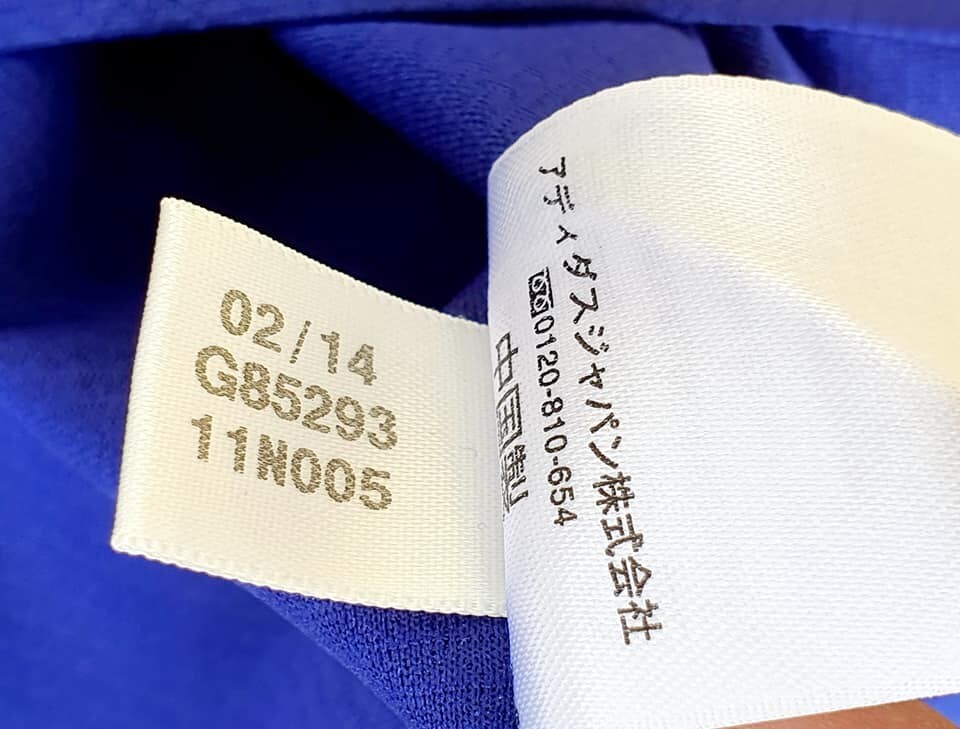 02/14
G85293
11N005
アディダスジャパン株式会社
0120-810-654
中国製